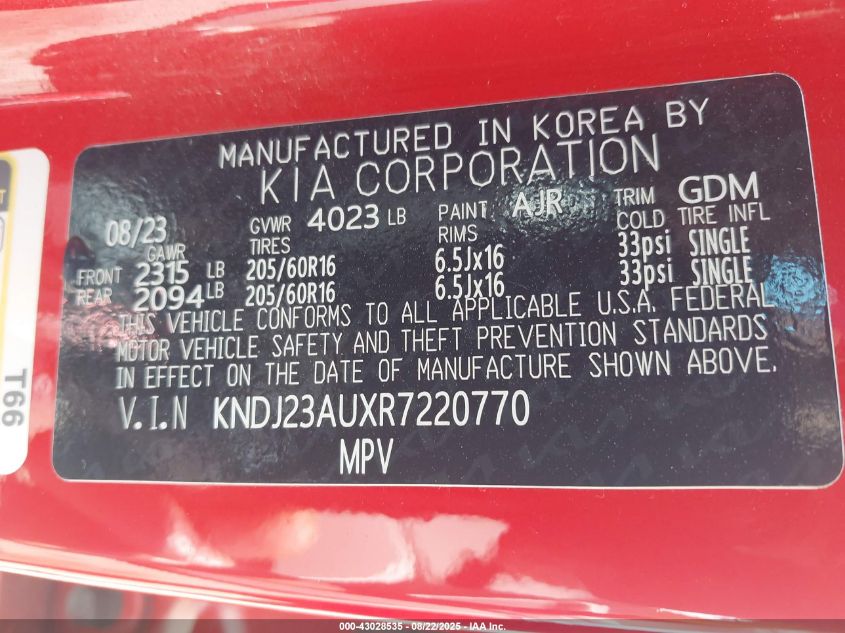 MANUFACTURED IN KOREA BY
KIA CORPORATION
08/23 GVWR 4023 LB PAINT AJR TRIM GDM
GAWR TIRES RIMS COLD TIRE INFL
FRONT 2315 LB 205/60R16 6.5Jx16 33psi SINGLE
REAR 2094 LB 205/60R16 6.5Jx16 33psi SINGLE
THIS VEHICLE CONFORMS TO ALL APPLICABLE U.S.A. FEDERAL
MOTOR VEHICLE SAFETY AND THEFT PREVENTION STANDARDS
IN EFFECT ON THE DATE OF MANUFACTURE SHOWN ABOVE.
V.I.N KNDJ23AUXR7220770
MPV
T66
000-43028535 - 08/22/2025 - IAA Inc.